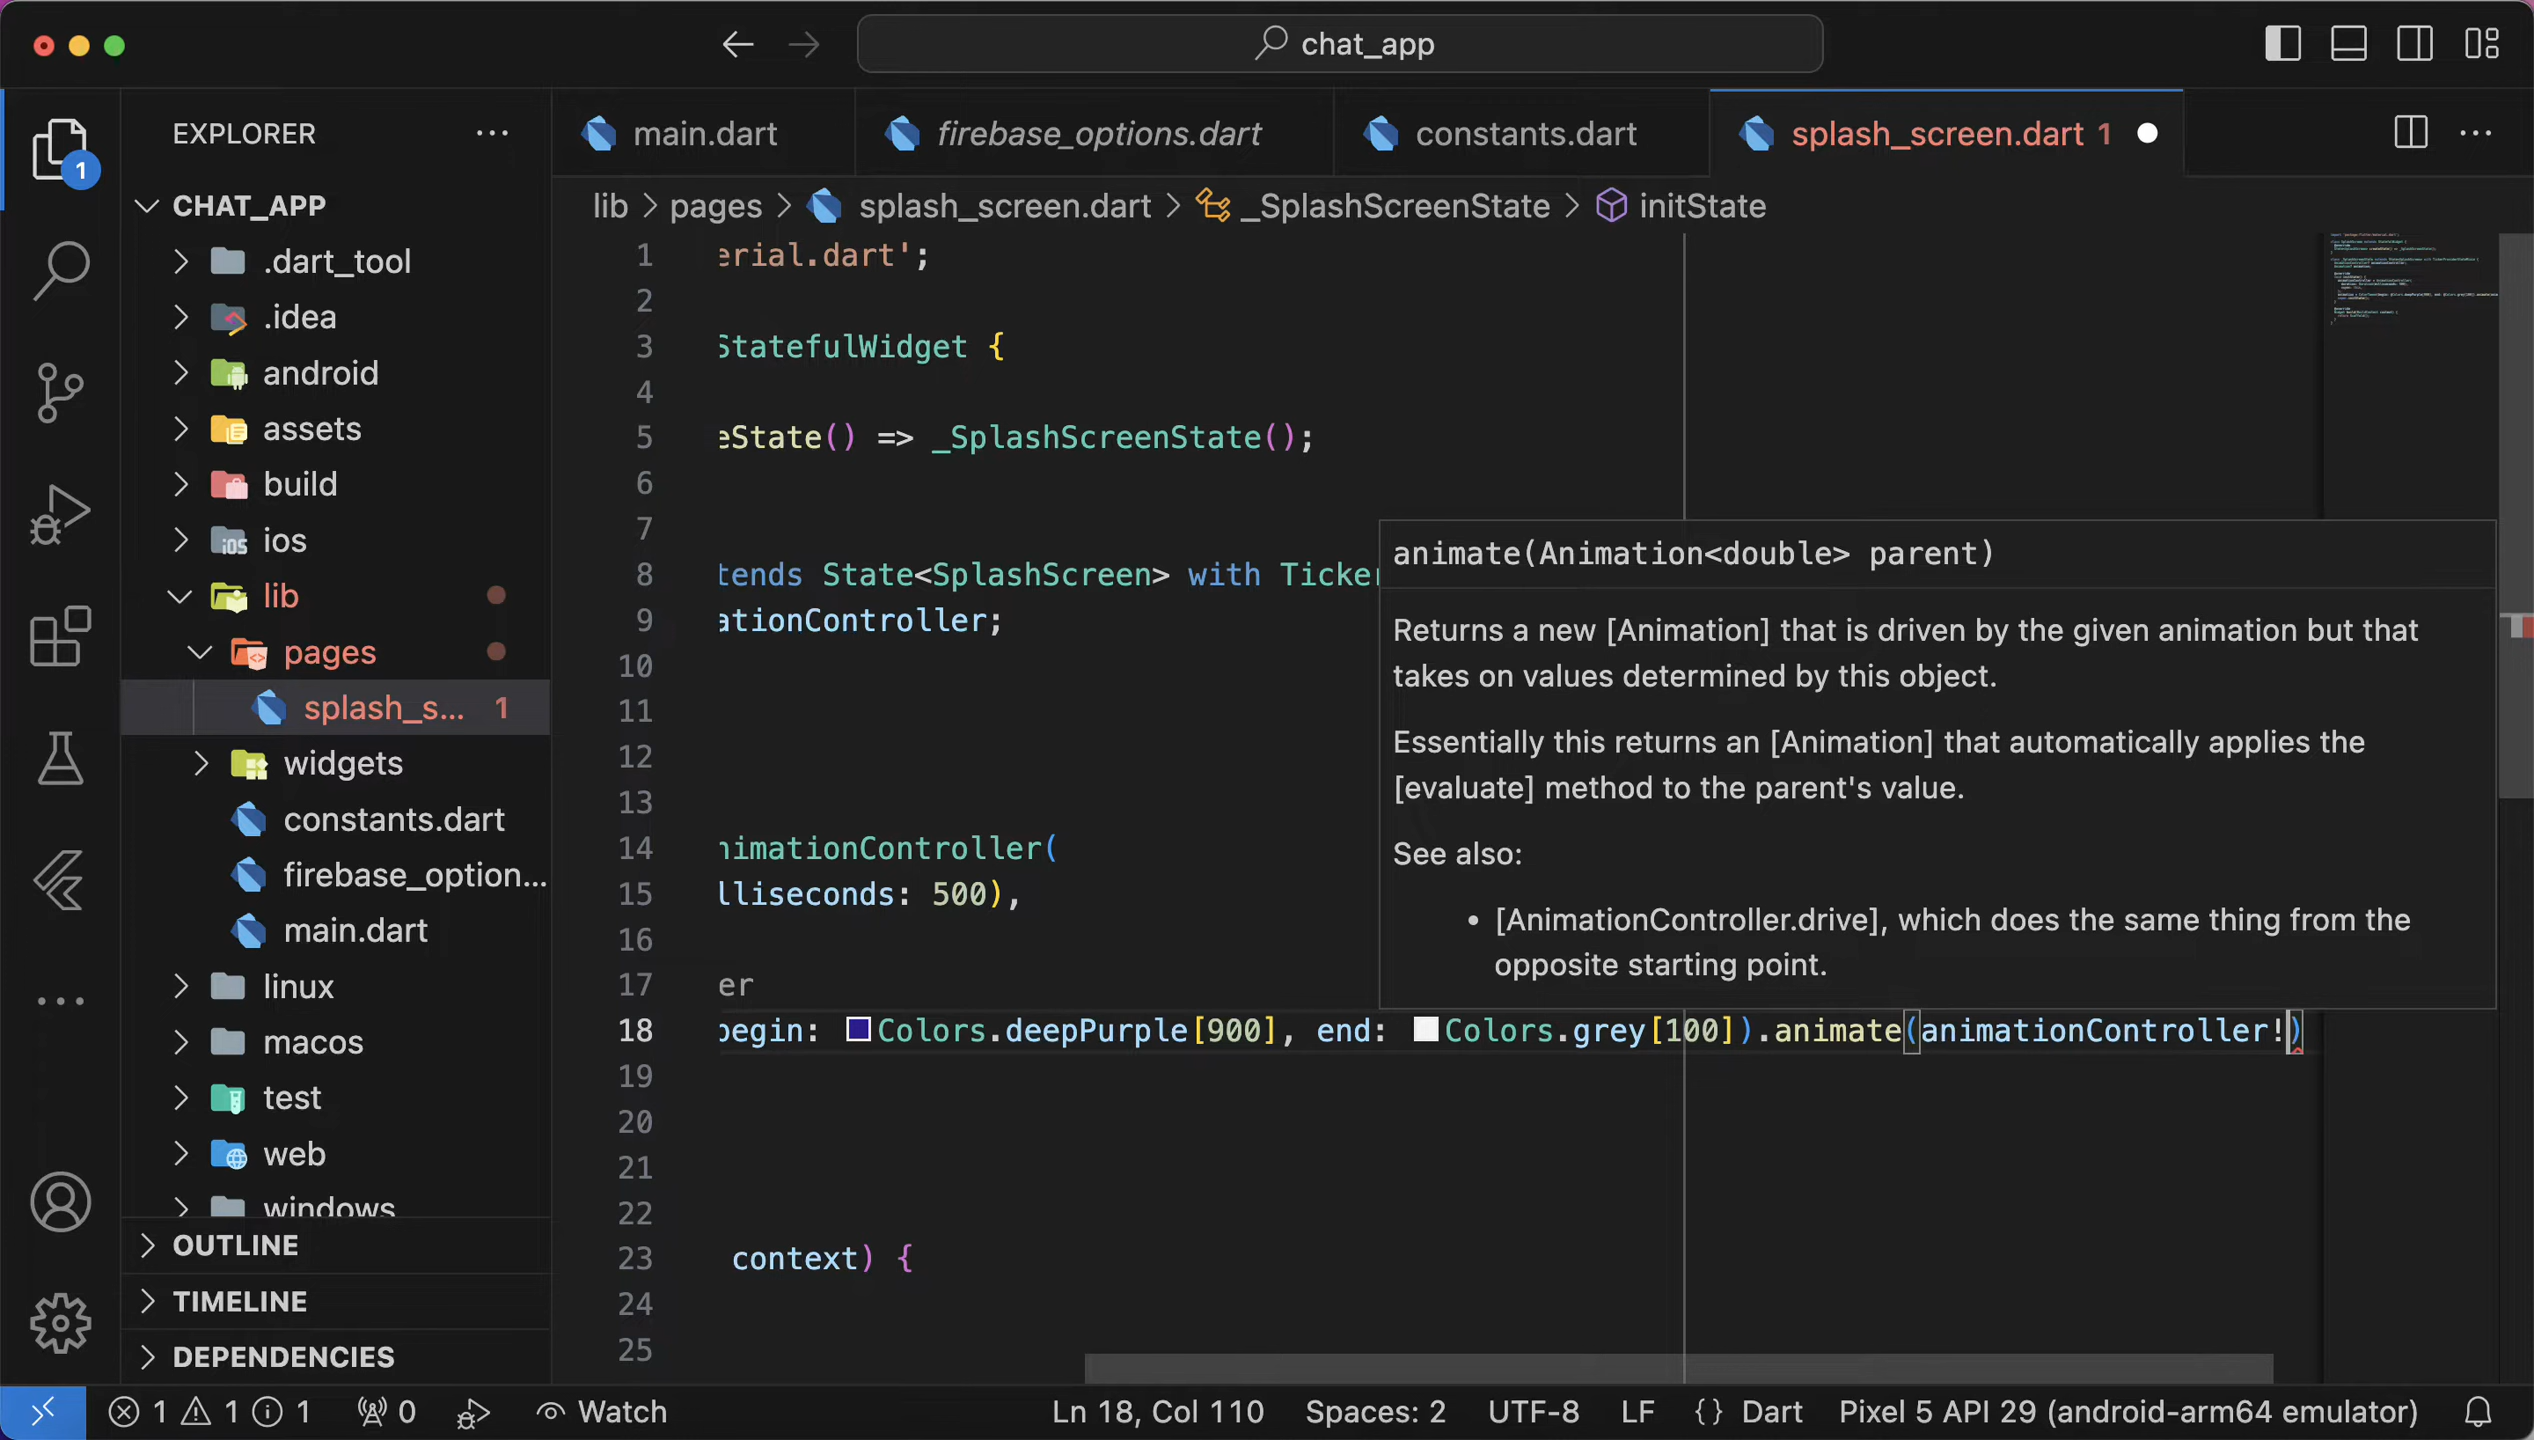 chat_app
EXPLORER
main.dart
firebase_options.dart
constants.dart
splash_screen.dart 1
1
CHAT_APP
lib > pages > splash_screen.dart > _SplashScreenState > initState
.dart_tool
.idea
android
assets
build
ios
lib
pages
splash_s... 1
widgets
constants.dart
firebase_option...
main.dart
linux
macos
test
web
windows
OUTLINE
TIMELINE
DEPENDENCIES
1 erial.dart';
2
3 StatefulWidget {
4
5 eState() => _SplashScreenState();
6
7
8 tends State<SplashScreen> with Ticker
9 ationController;
10
11
12
13
14 nimationController(
15 lliseconds: 500),
16
17 er
18 begin: Colors.deepPurple[900], end: Colors.grey[100]).animate(animationController!)
19
20
21
22
23 context) {
24
25
animate(Animation<double> parent)
Returns a new [Animation] that is driven by the given animation but that
takes on values determined by this object.
Essentially this returns an [Animation] that automatically applies the
[evaluate] method to the parent's value.
See also:
• [AnimationController.drive], which does the same thing from the
opposite starting point.
1 1 1 0 Watch Ln 18, Col 110 Spaces: 2 UTF-8 LF {} Dart Pixel 5 API 29 (android-arm64 emulator)